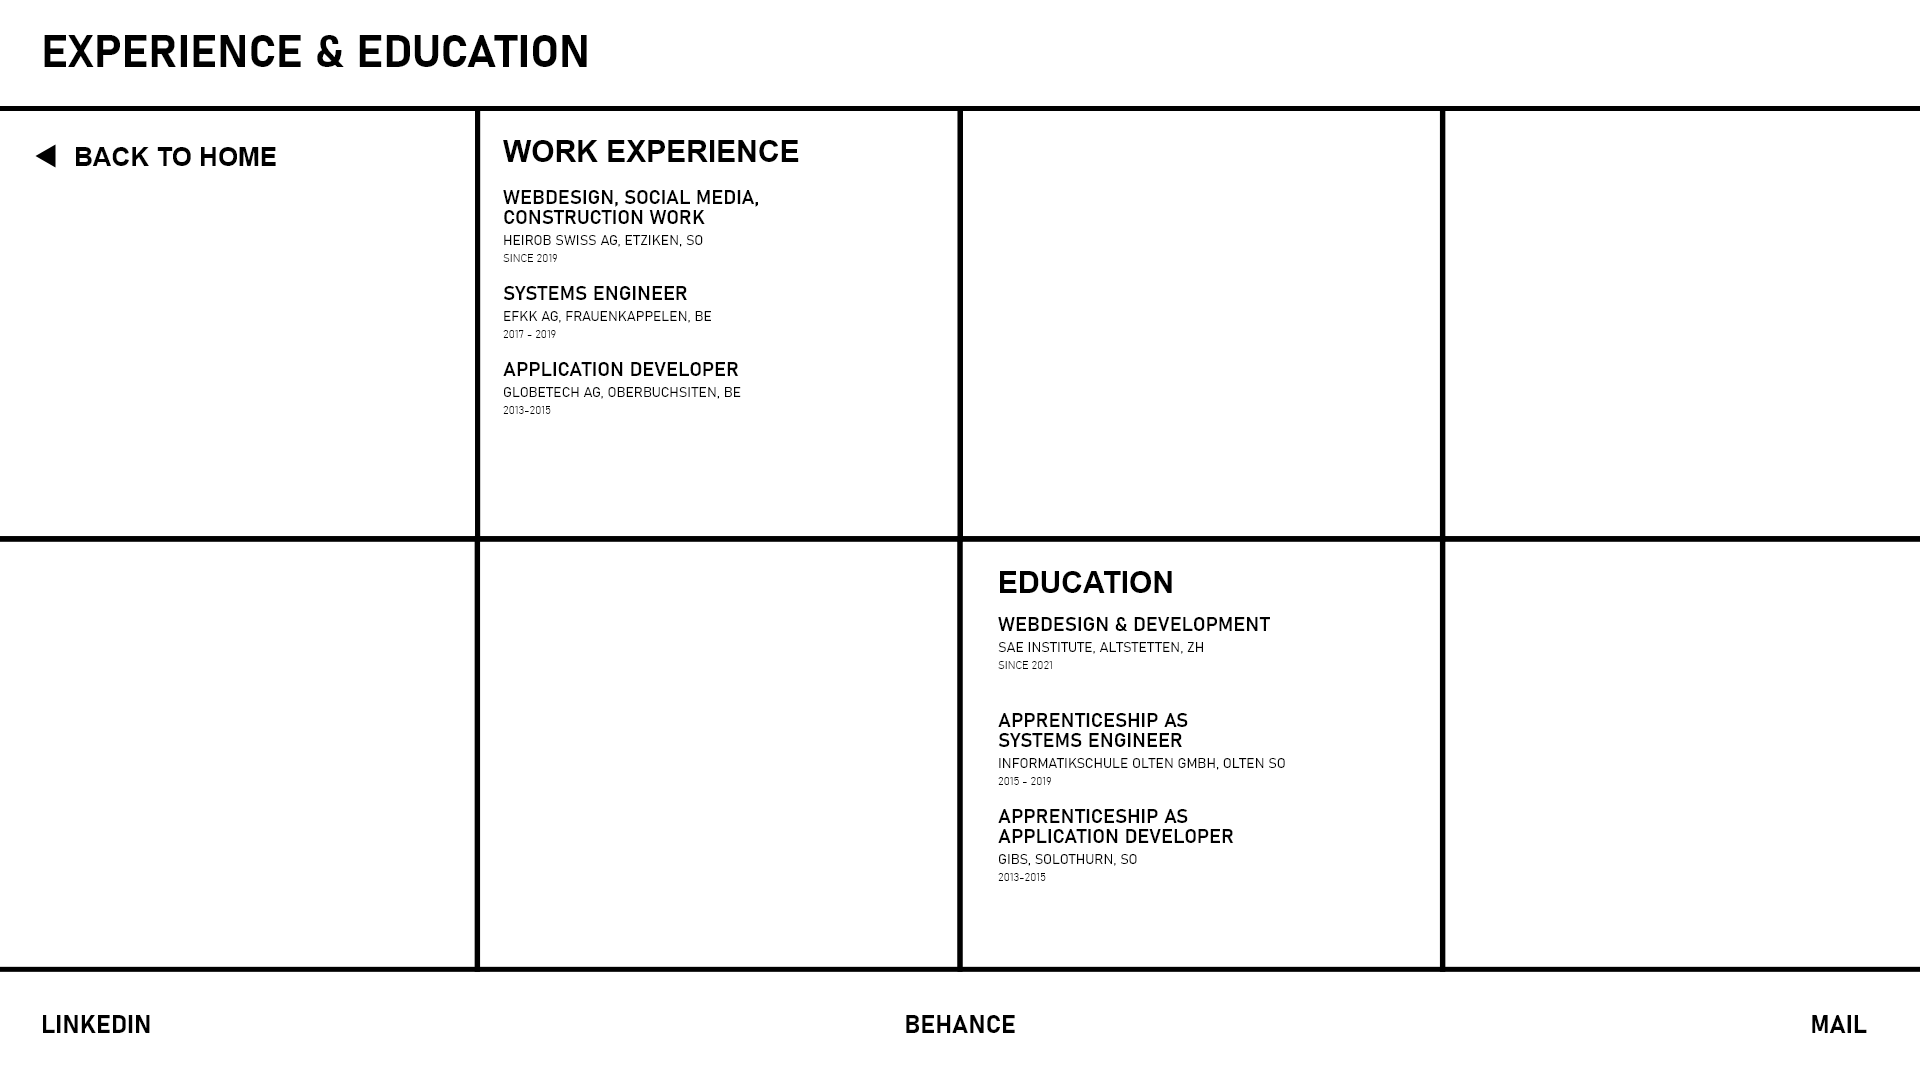 EXPERIENCE & EDUCATION
BACK TO HOME
WORK EXPERIENCE
WEBDESIGN, SOCIAL MEDIA,
CONSTRUCTION WORK
HEIROB SWISS AG, ETZIKEN, SO
SINCE 2019
SYSTEMS ENGINEER
EFKK AG, FRAUENKAPPELEN, BE
2017 - 2019
APPLICATION DEVELOPER
GLOBETECH AG, OBERBUCHSITEN, BE
2013-2015
EDUCATION
WEBDESIGN & DEVELOPMENT
SAE INSTITUTE, ALTSTETTEN, ZH
SINCE 2021
APPRENTICESHIP AS
SYSTEMS ENGINEER
INFORMATIKSCHULE OLTEN GMBH, OLTEN SO
2015 - 2019
APPRENTICESHIP AS
APPLICATION DEVELOPER
GIBS, SOLOTHURN, SO
2013-2015
LINKEDIN
BEHANCE
MAIL